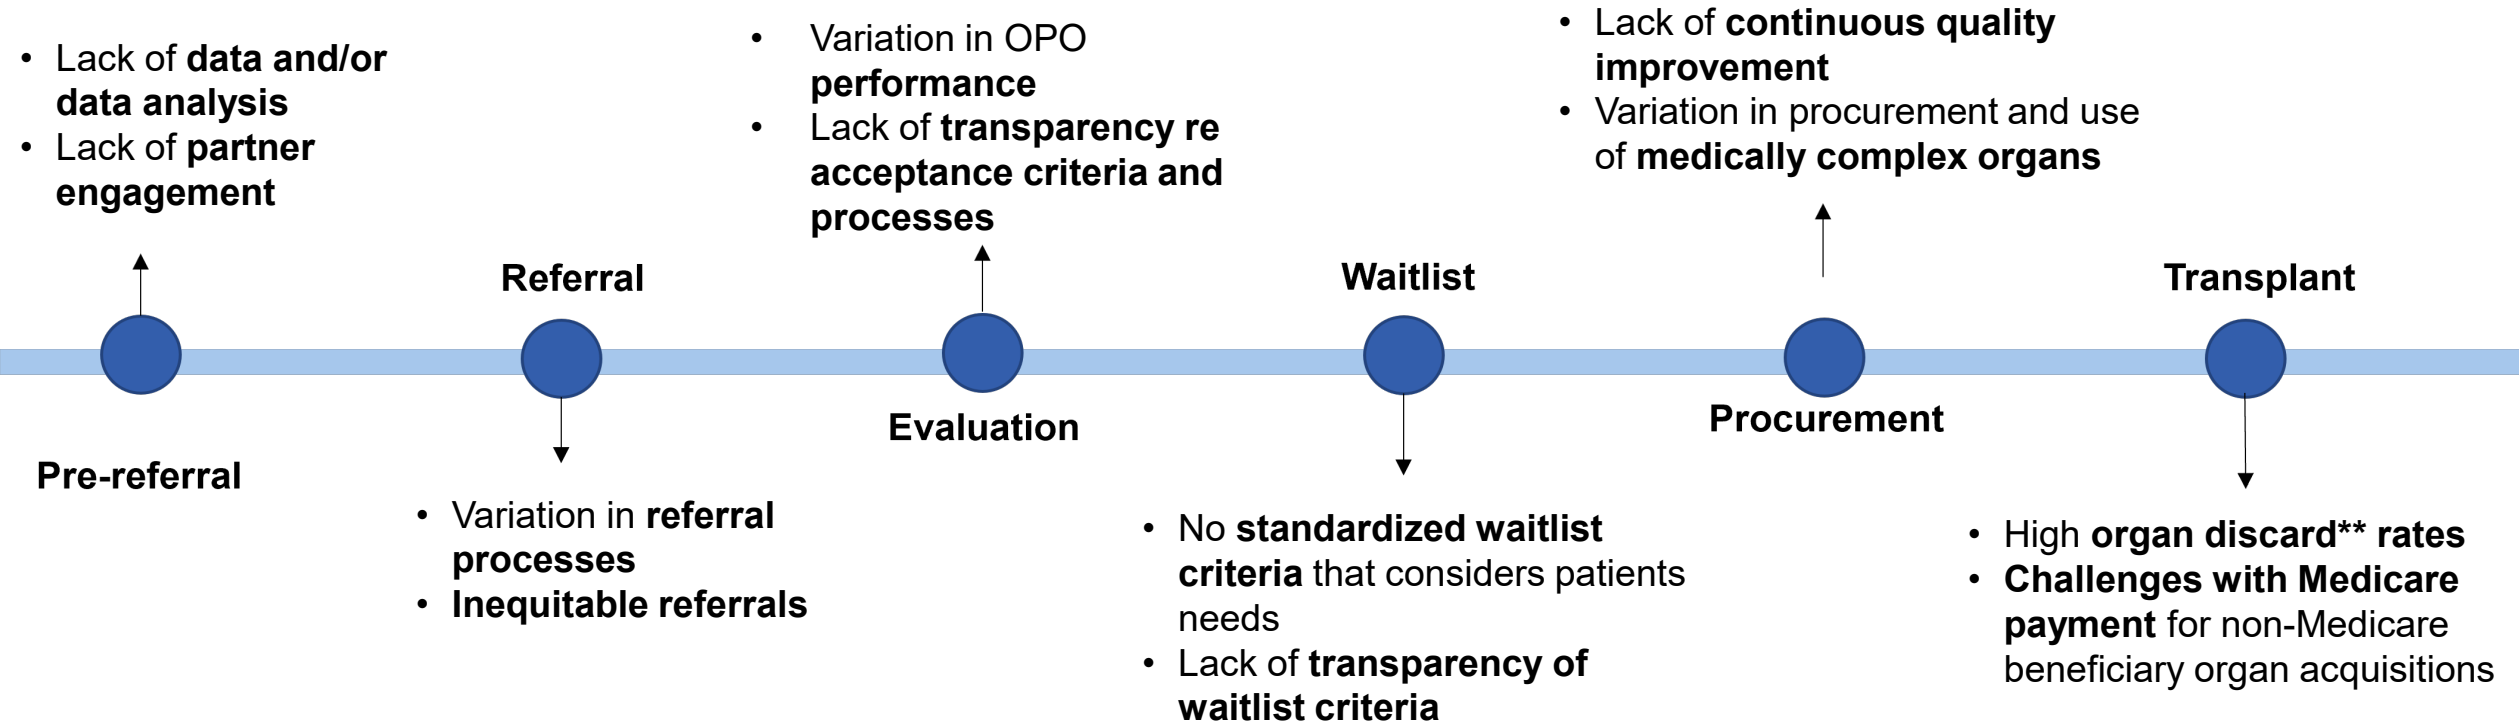 • Lack of data and/or
data analysis
• Lack of partner
engagement
Pre-referral
Referral
• Variation in referral
processes
• Inequitable referrals
• Variation in OPO
performance
• Lack of transparency re
acceptance criteria and
processes
Evaluation
Waitlist
• No standardized waitlist
criteria that considers patients
needs
• Lack of transparency of
waitlist criteria
• Lack of continuous quality
improvement
• Variation in procurement and use
of medically complex organs
Procurement
Transplant
• High organ discard** rates
• Challenges with Medicare
payment for non-Medicare
beneficiary organ acquisitions